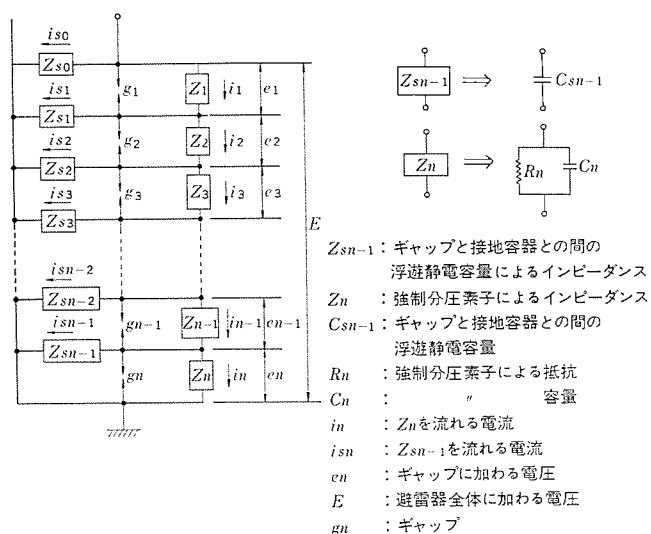 is0
Zs0
is1
Zs1
is2
Zs2
is3
Zs3
isn−2
Zsn−2
isn−1
Zsn−1
g1
g2
g3
gn−1
gn
Z1
Z2
Z3
Zn−1
Zn
i1
i2
i3
in−1
in
e1
e2
e3
en−1
en
E
Zsn−1 ⇒ Csn−1
Zn ⇒ Rn Cn
Zsn−1：ギャップと接地容器との間の
浮遊静電容量によるインピーダンス
Zn：強制分圧素子によるインピーダンス
Csn−1：ギャップと接地容器との間の
浮遊静電容量
Rn：強制分圧素子による抵抗
Cn：〃 容量
in：Znを流れる電流
isn：Zsn−1を流れる電流
en：ギャップに加わる電圧
E：避雷器全体に加わる電圧
gn：ギャップ